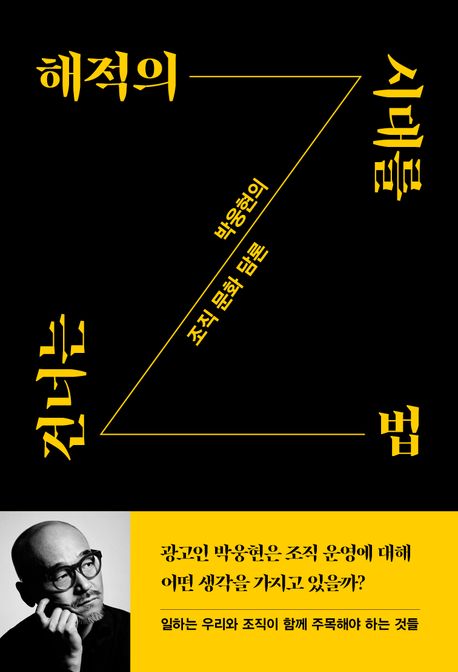 해적의
시대를
건너는
법
박웅현의
조직 문화 담론
광고인 박웅현은 조직 운영에 대해
어떤 생각을 가지고 있을까?
일하는 우리와 조직이 함께 주목해야 하는 것들